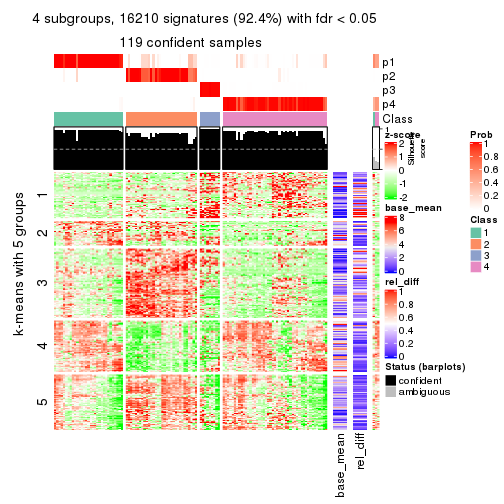 4 subgroups, 16210 signatures (92.4%) with fdr < 0.05
119 confident samples
p1
p2
p3
p4
Class
1
Silhouette
score
k-means with 5 groups
1
2
3
4
5
base_mean
rel_diff
z-score
2
1
0
-1
-2
base_mean
8
6
4
2
0
rel_diff
1
0.8
0.6
0.4
0.2
0
Status (barplots)
confident
ambiguous
Prob
1
0.8
0.6
0.4
0.2
0
Class
1
2
3
4